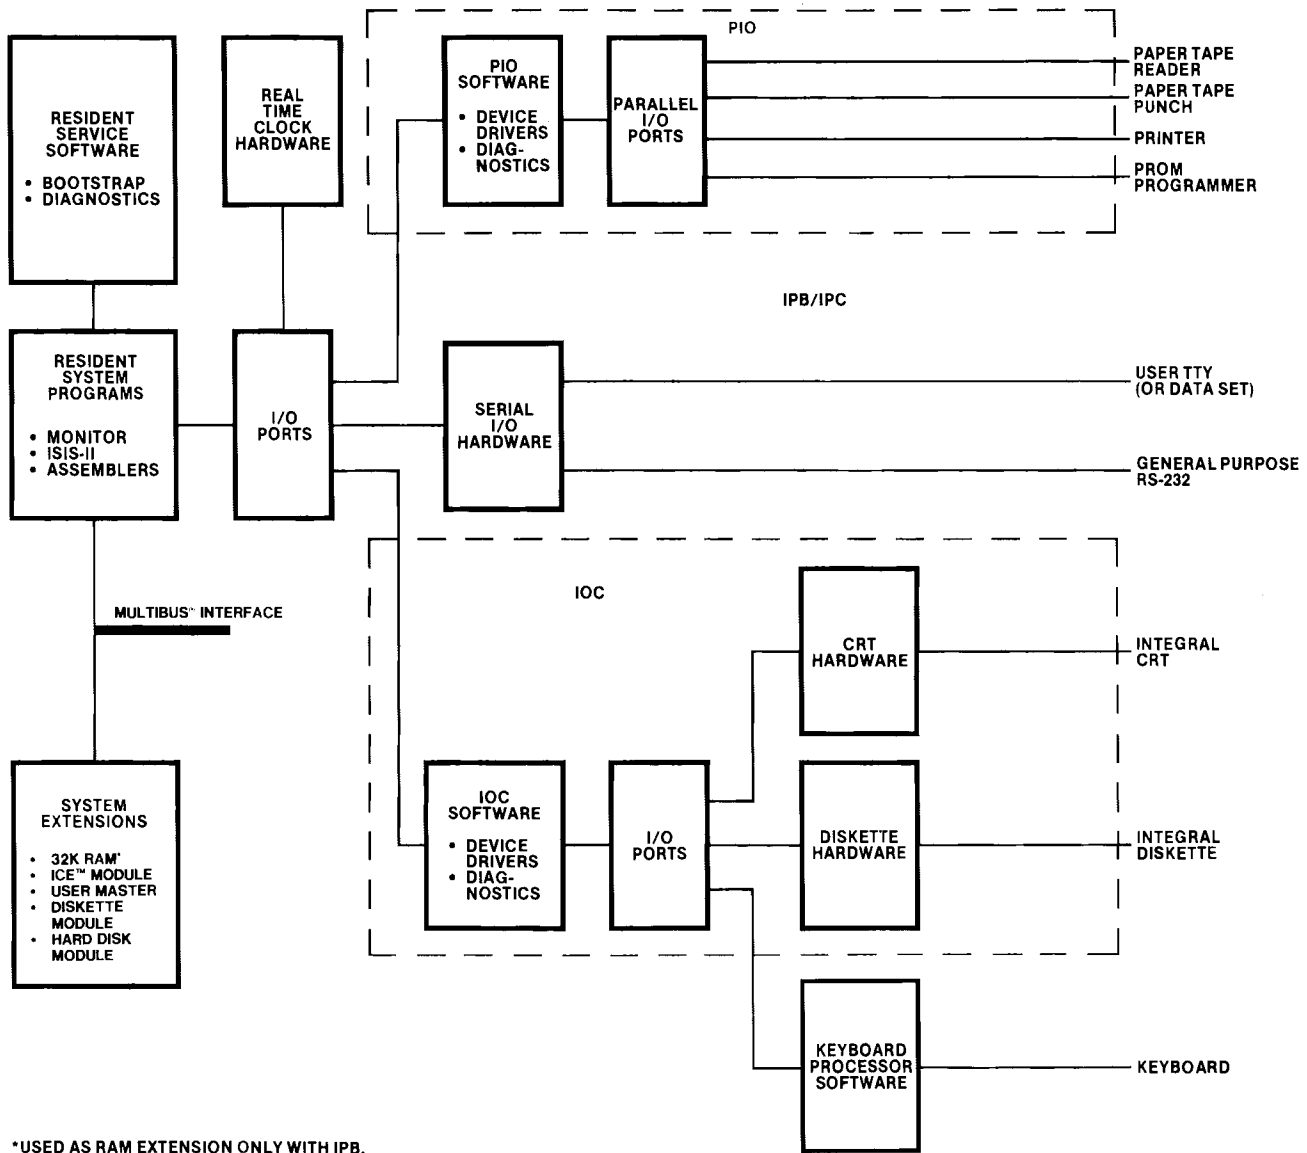 PIO
RESIDENT
SERVICE
SOFTWARE
• BOOTSTRAP
• DIAGNOSTICS
REAL
TIME
CLOCK
HARDWARE
PIO
SOFTWARE
• DEVICE
DRIVERS
• DIAG-
NOSTICS
PARALLEL
I/O
PORTS
PAPER TAPE
READER
PAPER TAPE
PUNCH
PRINTER
PROM
PROGRAMMER
IPB/IPC
RESIDENT
SYSTEM
PROGRAMS
• MONITOR
• ISIS-II
• ASSEMBLERS
I/O
PORTS
SERIAL
I/O
HARDWARE
USER TTY
(OR DATA SET)
GENERAL PURPOSE
RS-232
MULTIBUS™ INTERFACE
SYSTEM
EXTENSIONS
• 32K RAM*
• ICE™ MODULE
• USER MASTER
• DISKETTE
MODULE
• HARD DISK
MODULE
IOC
IOC
SOFTWARE
• DEVICE
DRIVERS
• DIAG-
NOSTICS
I/O
PORTS
CRT
HARDWARE
INTEGRAL
CRT
DISKETTE
HARDWARE
INTEGRAL
DISKETTE
KEYBOARD
PROCESSOR
SOFTWARE
KEYBOARD
*USED AS RAM EXTENSION ONLY WITH IPB.